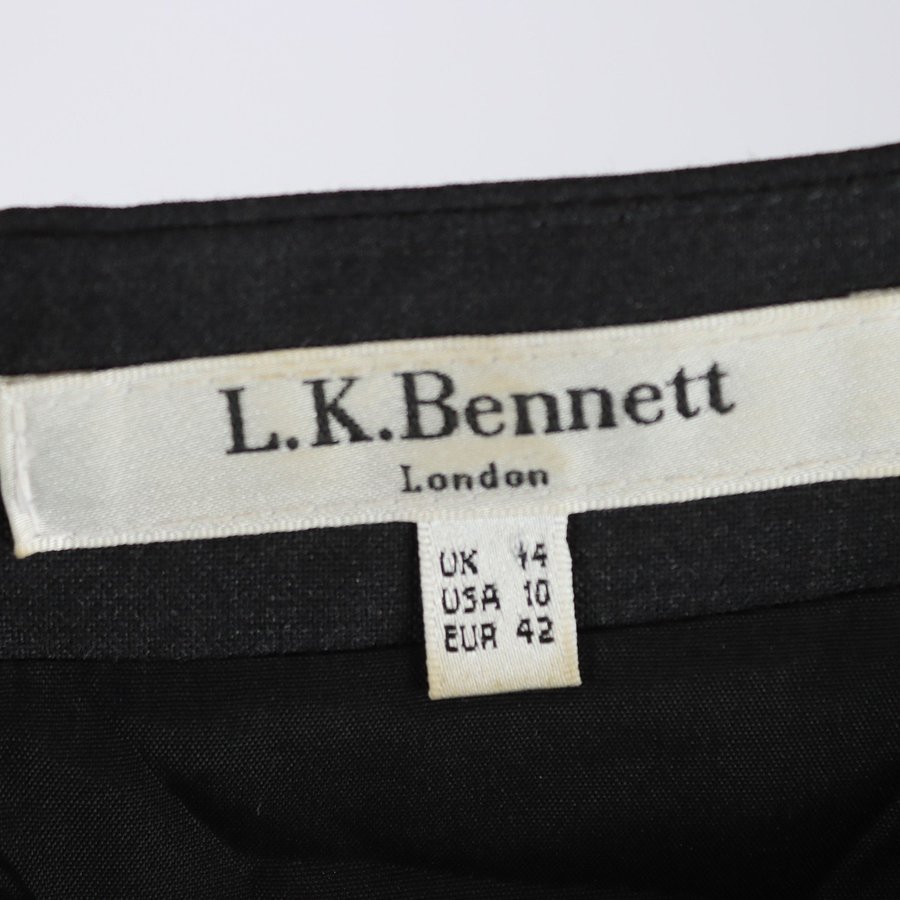 L.K.Bennett
London
UK 14
USA 10
EUR 42